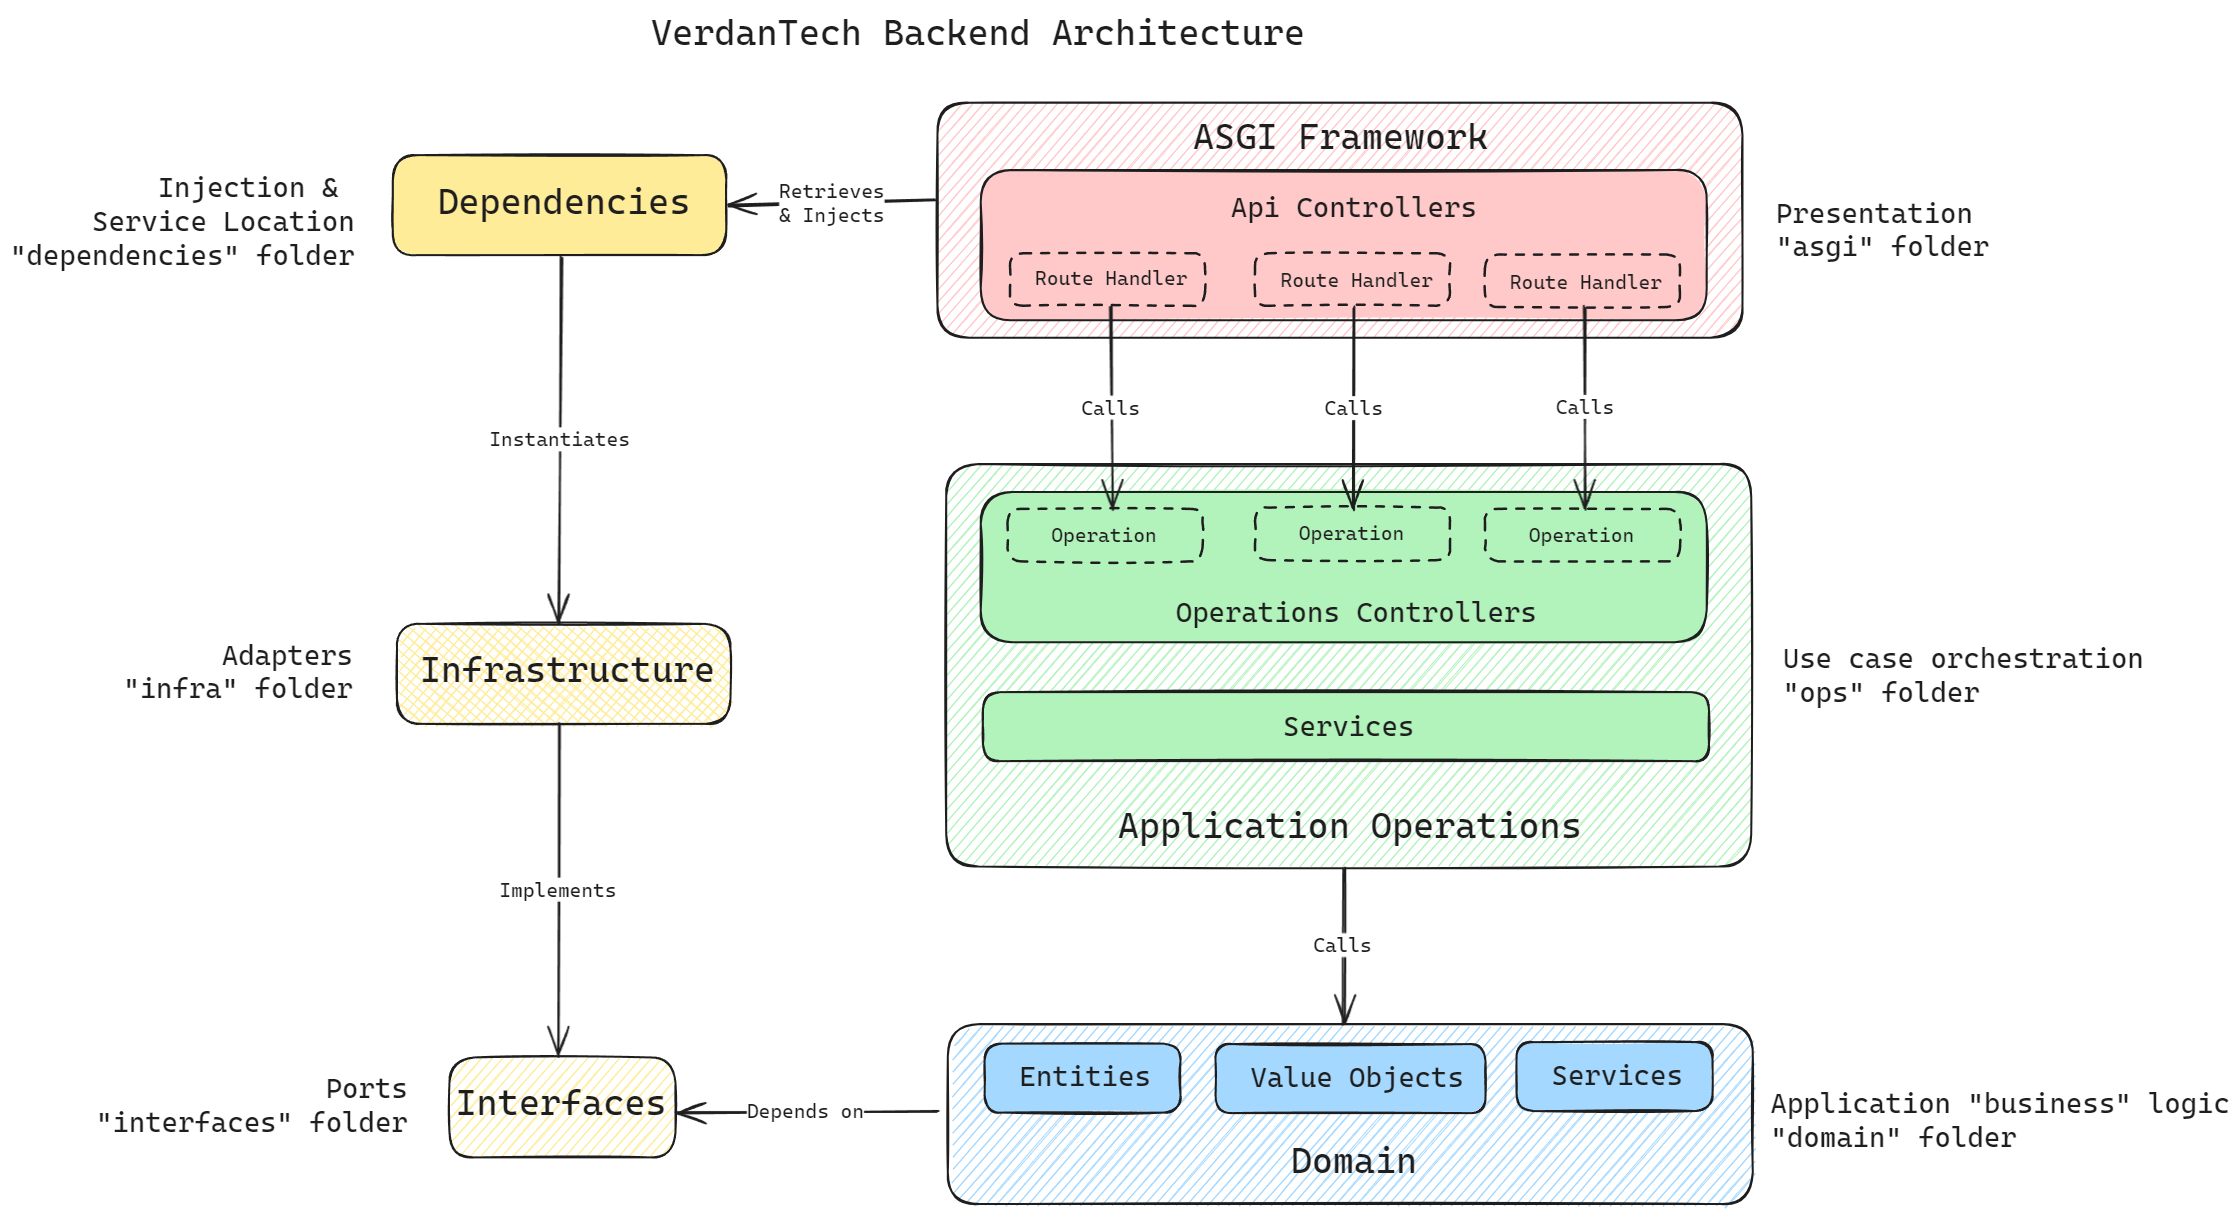 VerdanTech Backend Architecture
ASGI Framework
Injection &
Service Location
"dependencies" folder
Dependencies
Retrieves
& Injects
Api Controllers
Route Handler
Route Handler
Route Handler
Presentation
"asgi" folder
Calls
Calls
Calls
Instantiates
Operation
Operation
Operation
Operations Controllers
Adapters
"infra" folder
Infrastructure
Use case orchestration
"ops" folder
Services
Application Operations
Implements
Calls
Ports
"interfaces" folder
Interfaces
Depends on
Entities
Value Objects
Services
Domain
Application "business" logic
"domain" folder